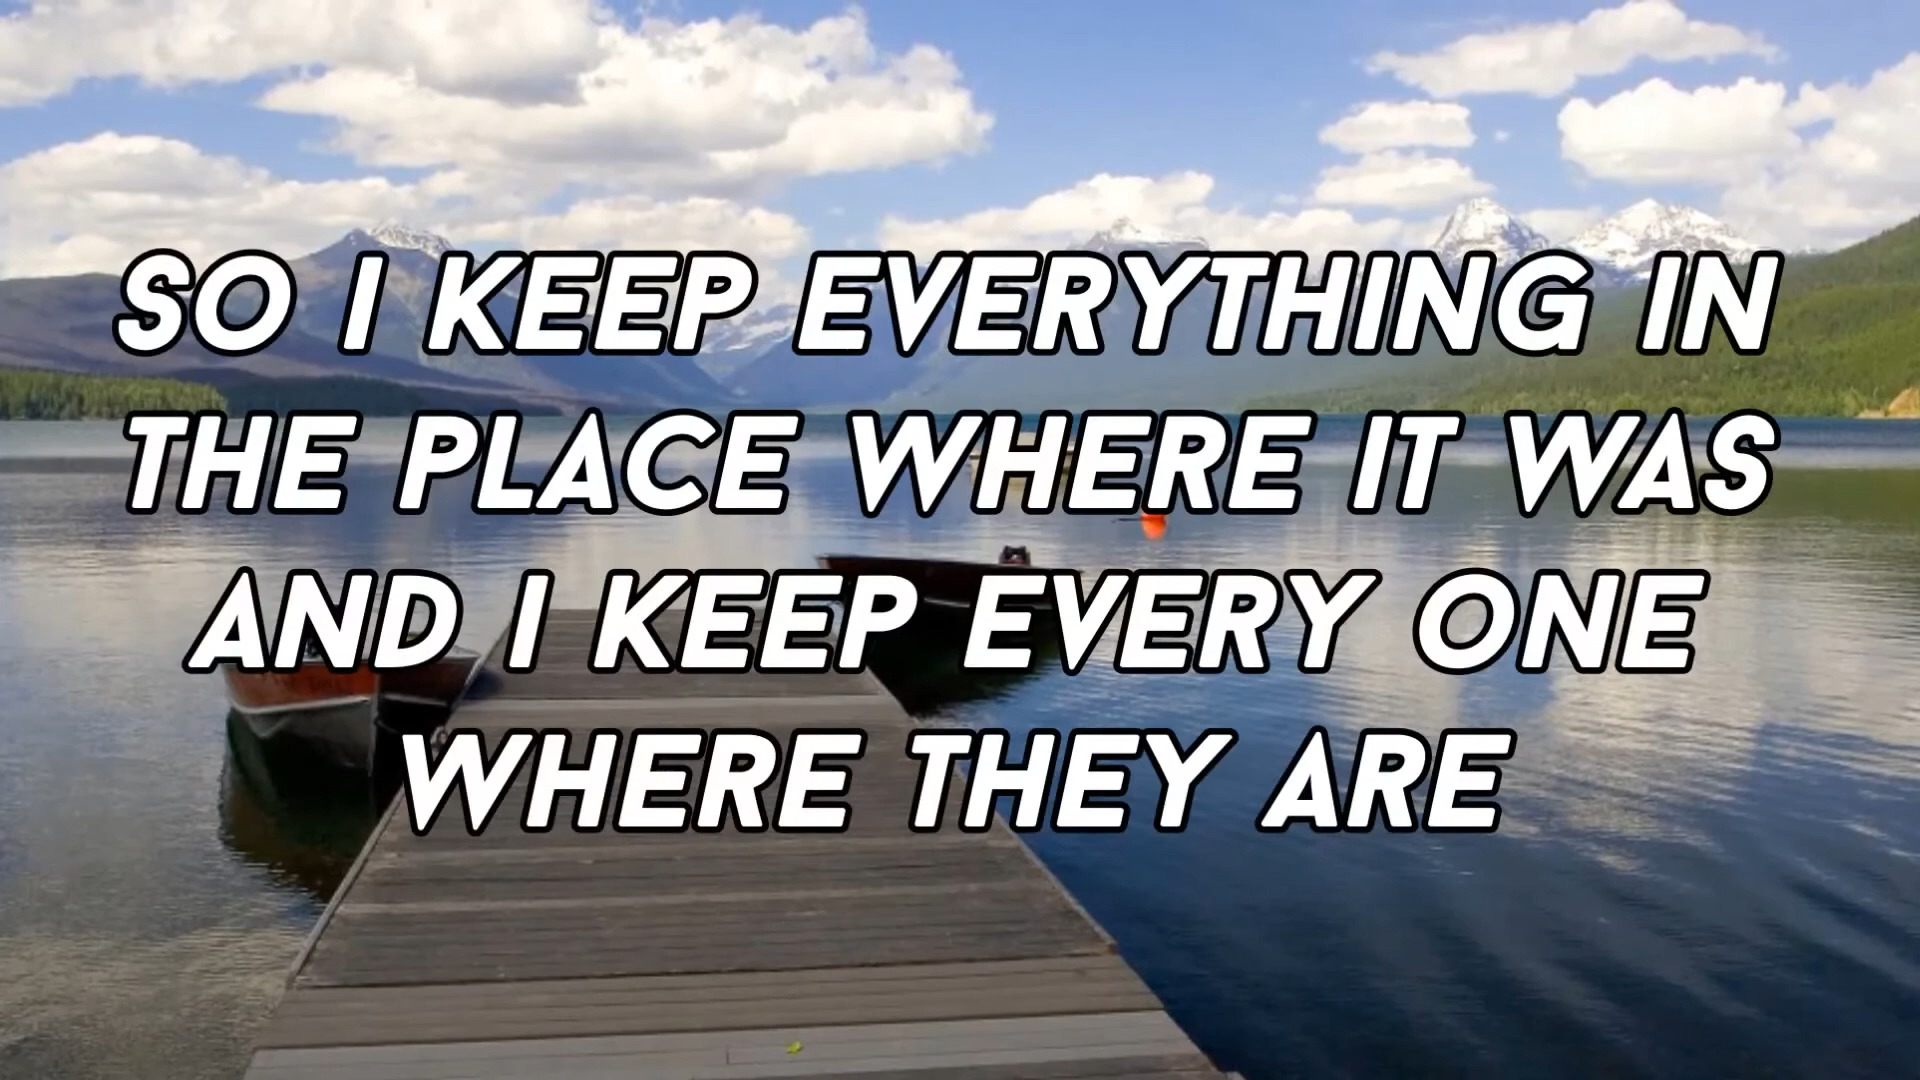 SO I KEEP EVERYTHING IN
THE PLACE WHERE IT WAS
AND I KEEP EVERY ONE
WHERE THEY ARE